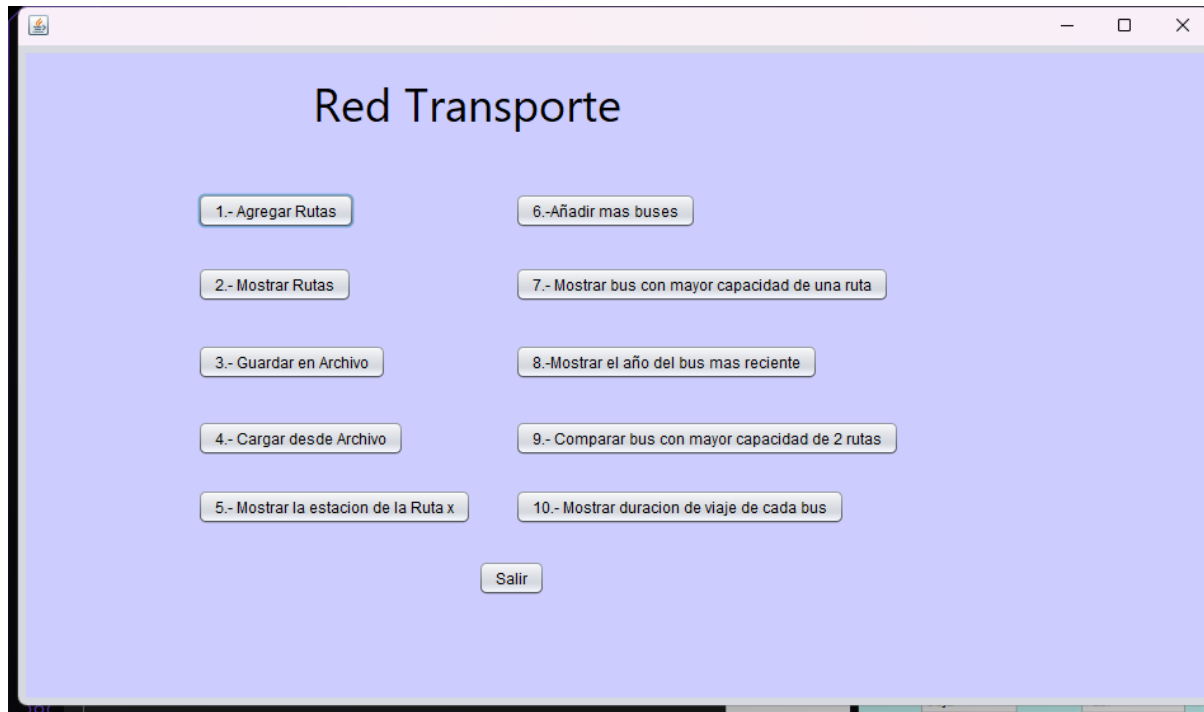 Red Transporte
1.- Agregar Rutas
2.- Mostrar Rutas
3.- Guardar en Archivo
4.- Cargar desde Archivo
5.- Mostrar la estacion de la Ruta x
6.-Añadir mas buses
7.- Mostrar bus con mayor capacidad de una ruta
8.-Mostrar el año del bus mas reciente
9.- Comparar bus con mayor capacidad de 2 rutas
10.- Mostrar duracion de viaje de cada bus
Salir